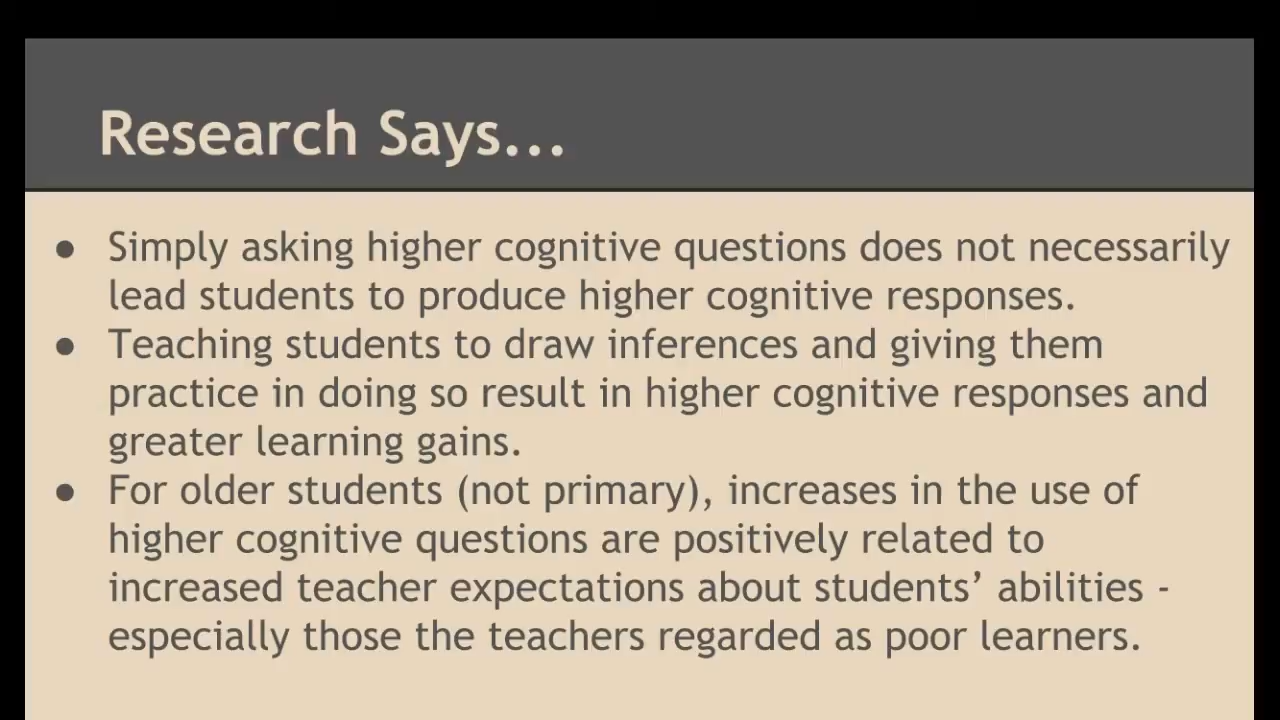 Research Says...
● Simply asking higher cognitive questions does not necessarily
lead students to produce higher cognitive responses.
● Teaching students to draw inferences and giving them
practice in doing so result in higher cognitive responses and
greater learning gains.
● For older students (not primary), increases in the use of
higher cognitive questions are positively related to
increased teacher expectations about students’ abilities -
especially those the teachers regarded as poor learners.